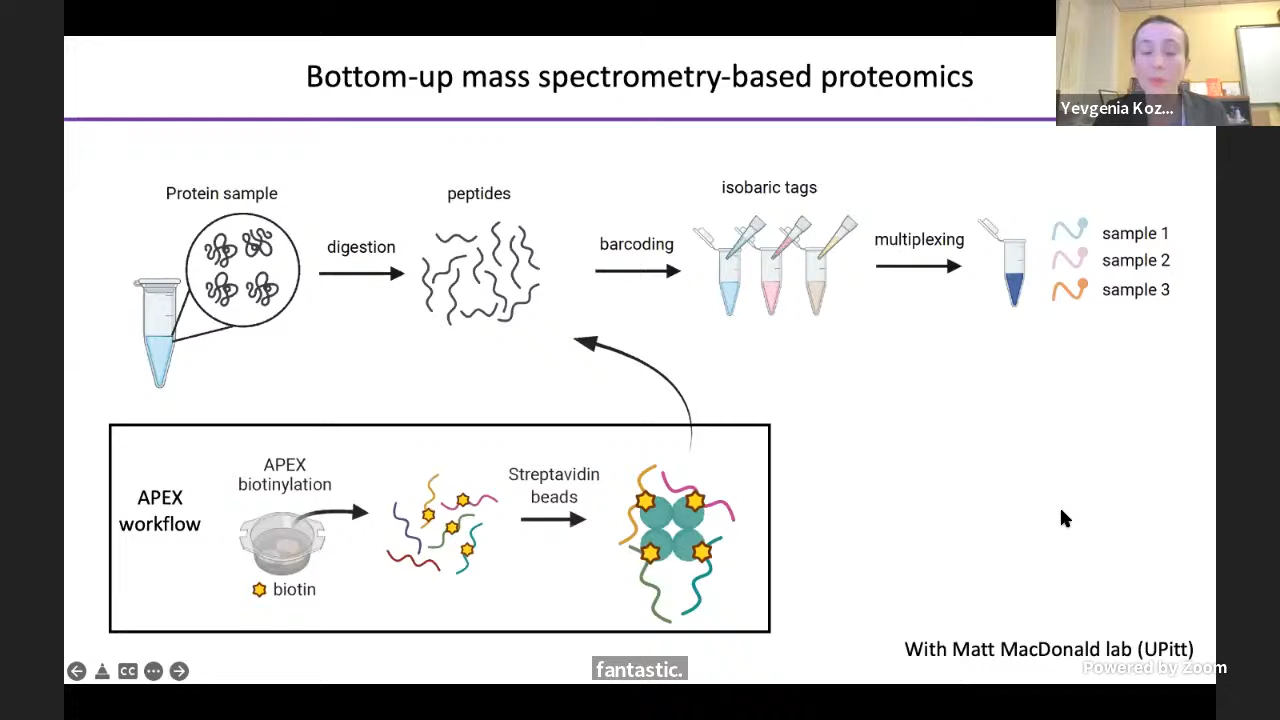 Bottom-up mass spectrometry-based proteomics
Yevgenia Koz...
Protein sample
peptides
isobaric tags
digestion
barcoding
multiplexing
sample 1
sample 2
sample 3
APEX
workflow
APEX
biotinylation
biotin
Streptavidin
beads
With Matt MacDonald lab (UPitt)
Powered by Zoom
CC
fantastic.